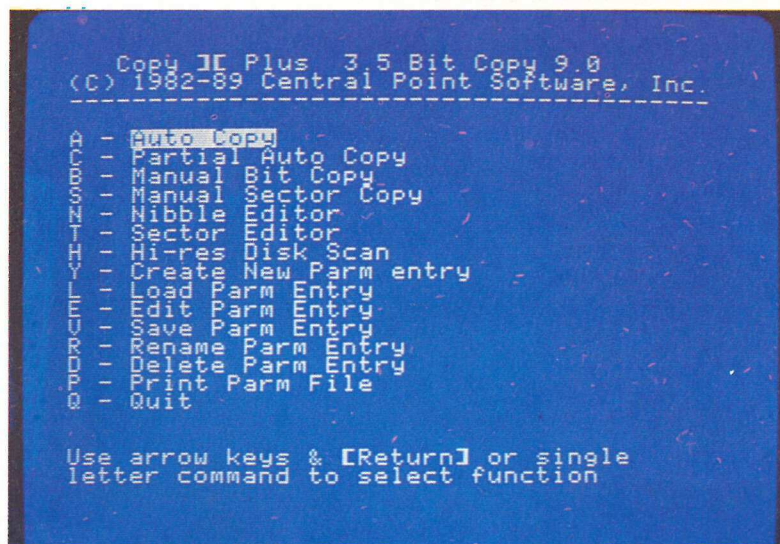 Copy ][ Plus 3.5 Bit Copy 9.0
(C) 1982-89 Central Point Software, Inc.
----------------------------------------
A - Auto Copy
C - Partial Auto Copy
B - Manual Bit Copy
S - Manual Sector Copy
N - Nibble Editor
T - Sector Editor
H - Hi-res Disk Scan
Y - Create New Parm entry
L - Load Parm Entry
E - Edit Parm Entry
V - Save Parm Entry
R - Rename Parm Entry
D - Delete Parm Entry
P - Print Parm File
Q - Quit
Use arrow keys & [Return] or single
letter command to select function